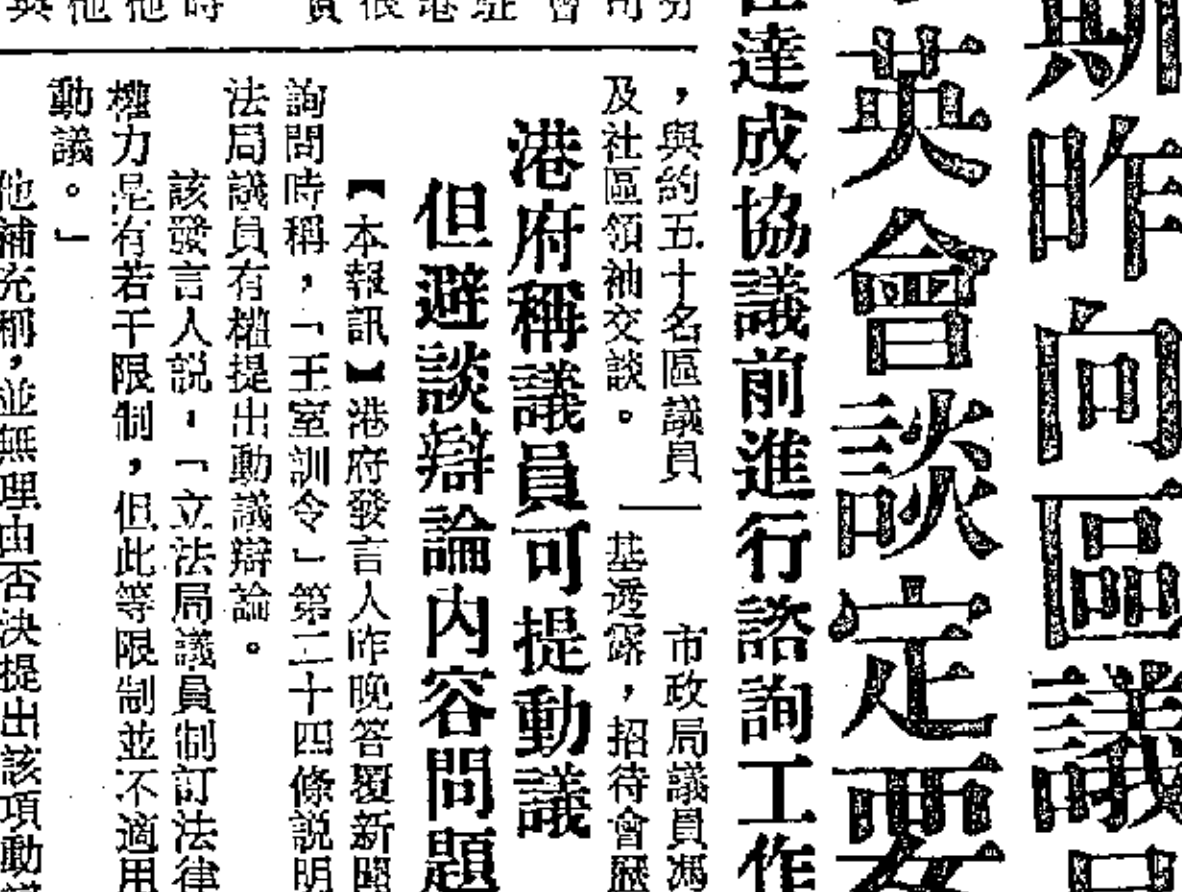 斯昨向區議員
英會談定要
達成協議前進行諮詢工作
，與約五十名區議員
及社區領袖交談。
市政局議員馮
基透露，招待會歷
港府稱議員可提動議
但避談辯論內容問題
【本報訊】港府發言人昨晚答覆新聞
詢問時稱，「王室訓令」第二十四條説明
法局議員有權提出動議辯論。
該發言人説，「立法局議員制訂法律
權力是有若干限制，但此等限制並不適用
動議。」
他補充稱，並無理由否決提出該項動議